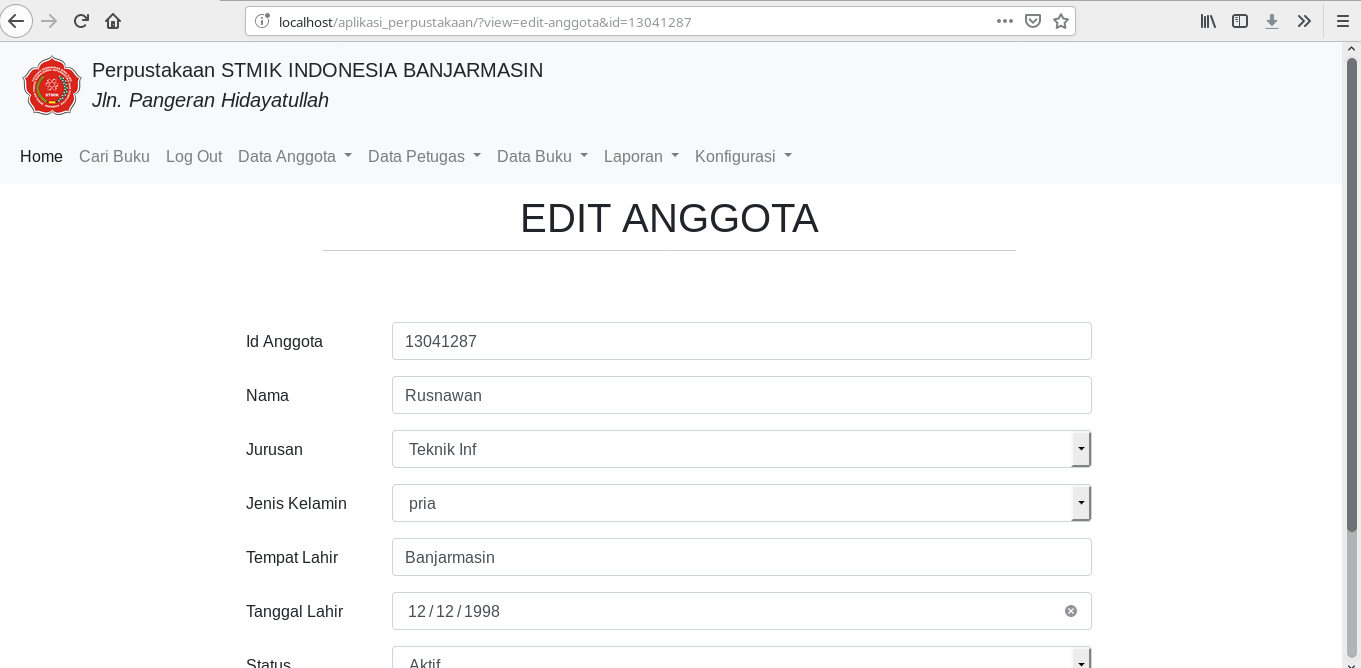 localhost/aplikasi_perpustakaan/?view=edit-anggota&id=13041287
Perpustakaan STMIK INDONESIA BANJARMASIN
Jln. Pangeran Hidayatullah
Home Cari Buku Log Out Data Anggota Data Petugas Data Buku Laporan Konfigurasi
EDIT ANGGOTA
Id Anggota 13041287
Nama Rusnawan
Jurusan Teknik Inf
Jenis Kelamin pria
Tempat Lahir Banjarmasin
Tanggal Lahir 12/12/1998
Status Aktif